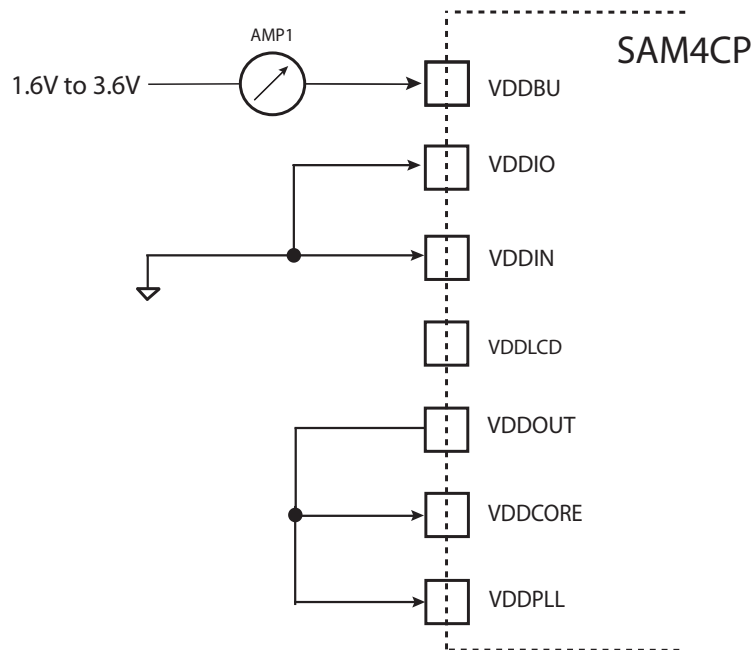 SAM4CP
AMP1
1.6V to 3.6V
VDDBU
VDDIO
VDDIN
VDDLCD
VDDOUT
VDDCORE
VDDPLL